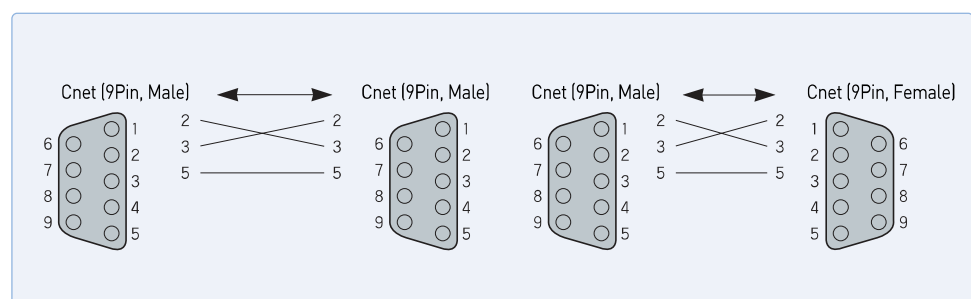 Cnet (9Pin, Male) Cnet (9Pin, Male) Cnet (9Pin, Male) Cnet (9Pin, Female)
1 2 2 1 1 2 2 1
6 6 6 6
2 3 3 2 2 3 3 2
7 7 7 7
3 5 5 3 3 5 5 3
8 8 8 8
4 4 4 4
9 9 9 9
5 5 5 5